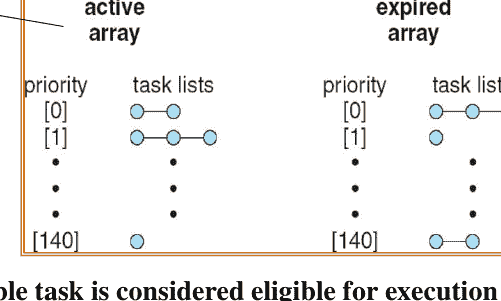 active expired
array array
priority task lists priority task
[0] [0]
[1] [1]
[140] [140]
task is considered eligible for execution